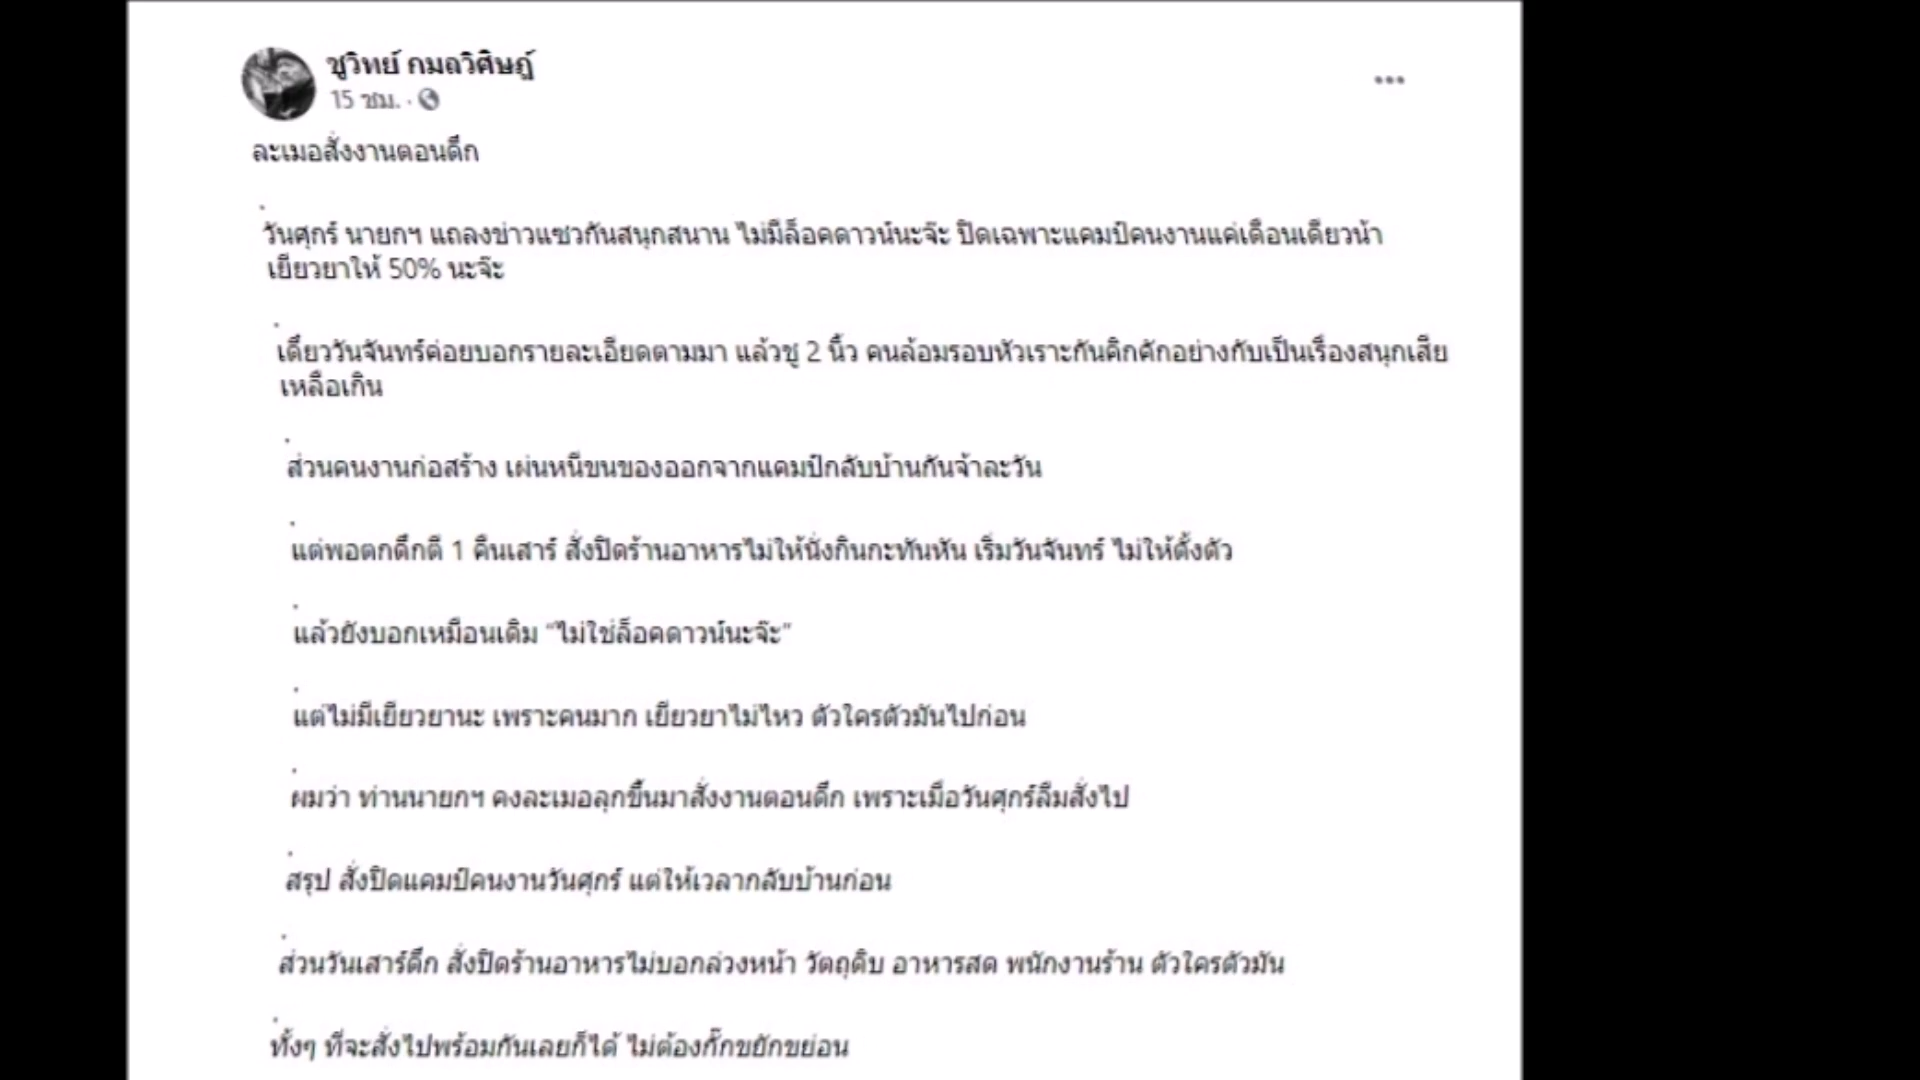 ชูวิทย์ กมลวิศิษฎ์
15 ชม. ·
ละเมอสั่งงานตอนดึก
.
วันศุกร์ นายกฯ แถลงข่าวแซวกันสนุกสนาน ไม่มีล็อคดาวน์นะจ๊ะ ปิดเฉพาะแคมป์คนงานแค่เดือนเดียวน้า
เยียวยาให้ 50% นะจ๊ะ
.
เดี๋ยววันจันทร์ค่อยบอกรายละเอียดตามมา แล้วชู 2 นิ้ว คนล้อมรอบหัวเราะกันคิกคักอย่างกับเป็นเรื่องสนุกเสีย
เหลือเกิน
.
ส่วนคนงานก่อสร้าง เผ่นหนีขนของออกจากแคมป์กลับบ้านกันจ้าละวัน
.
แต่พอตกดึกตี 1 คืนเสาร์ สั่งปิดร้านอาหารไม่ให้นั่งกินกะทันหัน เริ่มวันจันทร์ ไม่ให้ตั้งตัว
.
แล้วยังบอกเหมือนเดิม "ไม่ใช่ล็อคดาวน์นะจ๊ะ"
.
แต่ไม่มีเยียวยานะ เพราะคนมาก เยียวยาไม่ไหว ตัวใครตัวมันไปก่อน
.
ผมว่า ท่านนายกฯ คงละเมอลุกขึ้นมาสั่งงานตอนดึก เพราะเมื่อวันศุกร์ลืมสั่งไป
.
สรุป สั่งปิดแคมป์คนงานวันศุกร์ แต่ให้เวลากลับบ้านก่อน
.
ส่วนวันเสาร์ดึก สั่งปิดร้านอาหารไม่บอกล่วงหน้า วัตถุดิบ อาหารสด พนักงานร้าน ตัวใครตัวมัน
.
ทั้งๆ ที่จะสั่งไปพร้อมกันเลยก็ได้ ไม่ต้องกั๊กขยักขย่อน